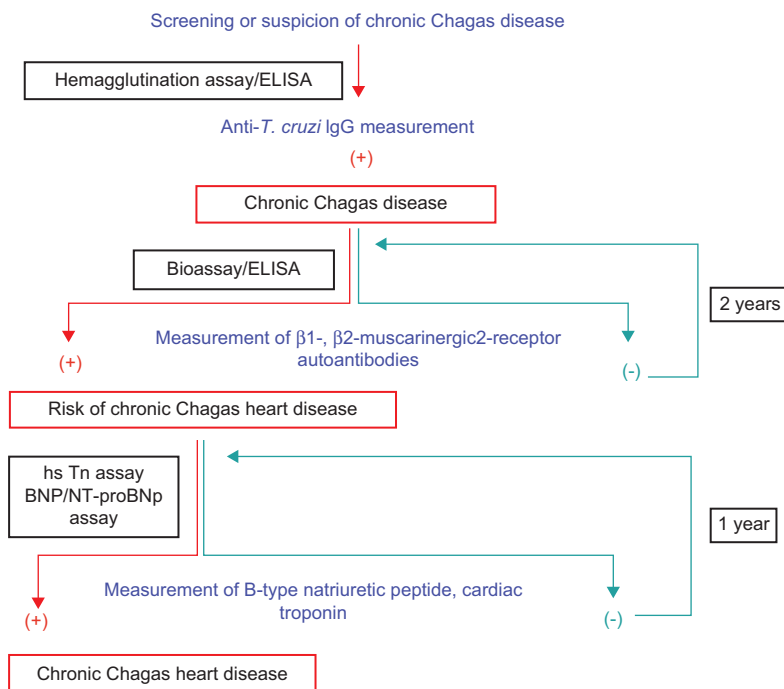 Screening or suspicion of chronic Chagas disease
Hemagglutination assay/ELISA
Anti-T. cruzi IgG measurement
(+)
Chronic Chagas disease
Bioassay/ELISA
2 years
Measurement of β1-, β2-muscarinergic2-receptor
autoantibodies
(+)
(-)
Risk of chronic Chagas heart disease
hs Tn assay
BNP/NT-proBNp
assay
1 year
Measurement of B-type natriuretic peptide, cardiac
troponin
(+)
(-)
Chronic Chagas heart disease